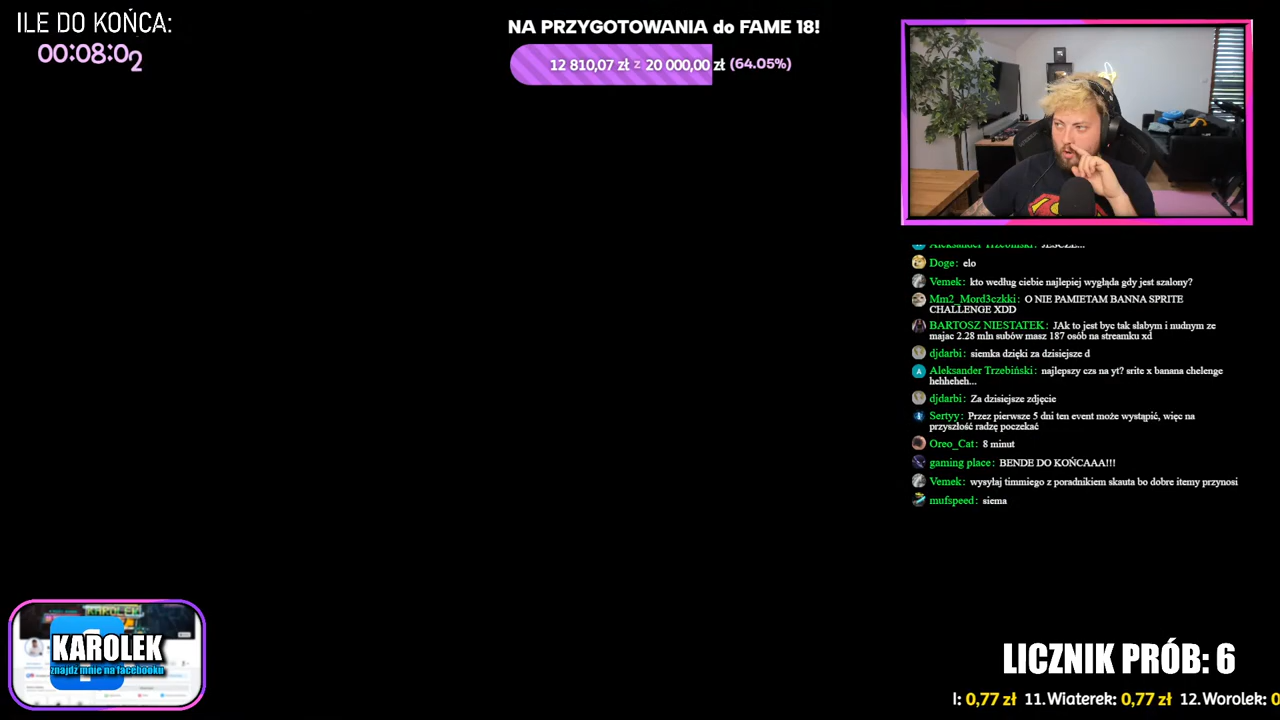 ILE DO KOŃCA:
00:08:02
NA PRZYGOTOWANIA do FAME 18!
12 810,07 zł z 20 000,00 zł (64.05%)
Aleksander Trzebiński: JESCZE...
Doge: elo
Vemek: kto według ciebie najlepiej wygląda gdy jest szalony?
Mm2_Mord3czkki: O NIE PAMIETAM BANNA SPRITE
CHALLENGE XDD
BARTOSZ NIESTATEK: JAk to jest byc tak słabym i nudnym ze
majac 2.28 mln subów masz 187 osób na streamku xd
djdarbi: siemka dzięki za dzisiejsze d
A
Aleksander Trzebiński: najlepszy czs na yt? srite x banana chelenge
hehheheh...
djdarbi: Za dzisiejsze zdjęcie
Sertyy: Przez pierwsze 5 dni ten event może wystąpić, więc na
przyszłość radzę poczekać
Oreo_Cat: 8 minut
gaming place: BENDE DO KOŃCAAA!!!
Vemek: wysyłaj timmiego z poradnikiem skauta bo dobre itemy przynosi
mufspeed: siema
KAROLEK
KAROLEK
znajdź mnie na facebooku
LICZNIK PRÓB: 6
I: 0,77 zł 11.Wiaterek: 0,77 zł 12.Worolek: 0